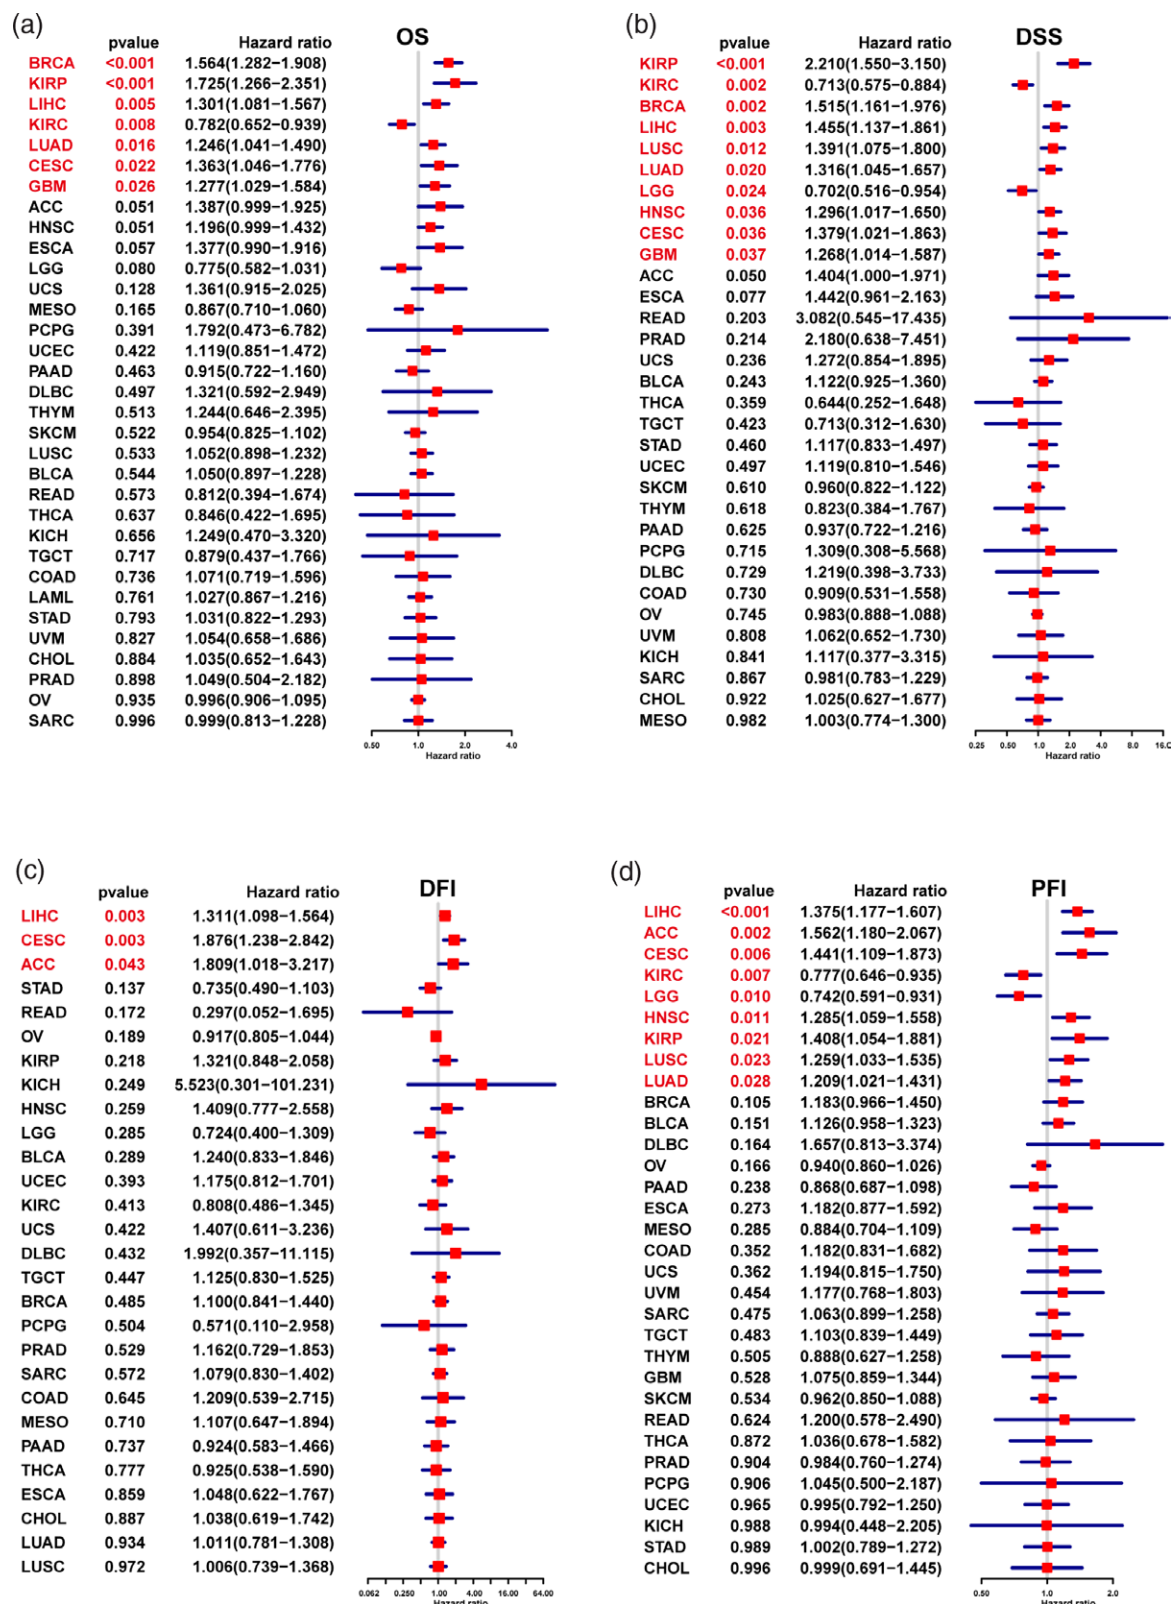 (a)
OS
pvalue Hazard ratio
BRCA <0.001 1.564(1.282−1.908)
KIRP <0.001 1.725(1.266−2.351)
LIHC 0.005 1.301(1.081−1.567)
KIRC 0.008 0.782(0.652−0.939)
LUAD 0.016 1.246(1.041−1.490)
CESC 0.022 1.363(1.046−1.776)
GBM 0.026 1.277(1.029−1.584)
ACC 0.051 1.387(0.999−1.925)
HNSC 0.051 1.196(0.999−1.432)
ESCA 0.057 1.377(0.990−1.916)
LGG 0.080 0.775(0.582−1.031)
UCS 0.128 1.361(0.915−2.025)
MESO 0.165 0.867(0.710−1.060)
PCPG 0.391 1.792(0.473−6.782)
UCEC 0.422 1.119(0.851−1.472)
PAAD 0.463 0.915(0.722−1.160)
DLBC 0.497 1.321(0.592−2.949)
THYM 0.513 1.244(0.646−2.395)
SKCM 0.522 0.954(0.825−1.102)
LUSC 0.533 1.052(0.898−1.232)
BLCA 0.544 1.050(0.897−1.228)
READ 0.573 0.812(0.394−1.674)
THCA 0.637 0.846(0.422−1.695)
KICH 0.656 1.249(0.470−3.320)
TGCT 0.717 0.879(0.437−1.766)
COAD 0.736 1.071(0.719−1.596)
LAML 0.761 1.027(0.867−1.216)
STAD 0.793 1.031(0.822−1.293)
UVM 0.827 1.054(0.658−1.686)
CHOL 0.884 1.035(0.652−1.643)
PRAD 0.898 1.049(0.504−2.182)
OV 0.935 0.996(0.906−1.095)
SARC 0.996 0.999(0.813−1.228)
0.50 1.0 2.0 4.0
Hazard ratio
(b)
DSS
pvalue Hazard ratio
KIRP <0.001 2.210(1.550−3.150)
KIRC 0.002 0.713(0.575−0.884)
BRCA 0.002 1.515(1.161−1.976)
LIHC 0.003 1.455(1.137−1.861)
LUSC 0.012 1.391(1.075−1.800)
LUAD 0.020 1.316(1.045−1.657)
LGG 0.024 0.702(0.516−0.954)
HNSC 0.036 1.296(1.017−1.650)
CESC 0.036 1.379(1.021−1.863)
GBM 0.037 1.268(1.014−1.587)
ACC 0.050 1.404(1.000−1.971)
ESCA 0.077 1.442(0.961−2.163)
READ 0.203 3.082(0.545−17.435)
PRAD 0.214 2.180(0.638−7.451)
UCS 0.236 1.272(0.854−1.895)
BLCA 0.243 1.122(0.925−1.360)
THCA 0.359 0.644(0.252−1.648)
TGCT 0.423 0.713(0.312−1.630)
STAD 0.460 1.117(0.833−1.497)
UCEC 0.497 1.119(0.810−1.546)
SKCM 0.610 0.960(0.822−1.122)
THYM 0.618 0.823(0.384−1.767)
PAAD 0.625 0.937(0.722−1.216)
PCPG 0.715 1.309(0.308−5.568)
DLBC 0.729 1.219(0.398−3.733)
COAD 0.730 0.909(0.531−1.558)
OV 0.745 0.983(0.888−1.088)
UVM 0.808 1.062(0.652−1.730)
KICH 0.841 1.117(0.377−3.315)
SARC 0.867 0.981(0.783−1.229)
CHOL 0.922 1.025(0.627−1.677)
MESO 0.982 1.003(0.774−1.300)
0.25 0.50 1.0 2.0 4.0 8.0 16.0
Hazard ratio
(c)
DFI
pvalue Hazard ratio
LIHC 0.003 1.311(1.098−1.564)
CESC 0.003 1.876(1.238−2.842)
ACC 0.043 1.809(1.018−3.217)
STAD 0.137 0.735(0.490−1.103)
READ 0.172 0.297(0.052−1.695)
OV 0.189 0.917(0.805−1.044)
KIRP 0.218 1.321(0.848−2.058)
KICH 0.249 5.523(0.301−101.231)
HNSC 0.259 1.409(0.777−2.558)
LGG 0.285 0.724(0.400−1.309)
BLCA 0.289 1.240(0.833−1.846)
UCEC 0.393 1.175(0.812−1.701)
KIRC 0.413 0.808(0.486−1.345)
UCS 0.422 1.407(0.611−3.236)
DLBC 0.432 1.992(0.357−11.115)
TGCT 0.447 1.125(0.830−1.525)
BRCA 0.485 1.100(0.841−1.440)
PCPG 0.504 0.571(0.110−2.958)
PRAD 0.529 1.162(0.729−1.853)
SARC 0.572 1.079(0.830−1.402)
COAD 0.645 1.209(0.539−2.715)
MESO 0.710 1.107(0.647−1.894)
PAAD 0.737 0.924(0.583−1.466)
THCA 0.777 0.925(0.538−1.590)
ESCA 0.859 1.048(0.622−1.767)
CHOL 0.887 1.038(0.619−1.742)
LUAD 0.934 1.011(0.781−1.308)
LUSC 0.972 1.006(0.739−1.368)
0.062 0.250 1.00 4.00 16.00 64.00
Hazard ratio
(d)
PFI
pvalue Hazard ratio
LIHC <0.001 1.375(1.177−1.607)
ACC 0.002 1.562(1.180−2.067)
CESC 0.006 1.441(1.109−1.873)
KIRC 0.007 0.777(0.646−0.935)
LGG 0.010 0.742(0.591−0.931)
HNSC 0.011 1.285(1.059−1.558)
KIRP 0.021 1.408(1.054−1.881)
LUSC 0.023 1.259(1.033−1.535)
LUAD 0.028 1.209(1.021−1.431)
BRCA 0.105 1.183(0.966−1.450)
BLCA 0.151 1.126(0.958−1.323)
DLBC 0.164 1.657(0.813−3.374)
OV 0.166 0.940(0.860−1.026)
PAAD 0.238 0.868(0.687−1.098)
ESCA 0.273 1.182(0.877−1.592)
MESO 0.285 0.884(0.704−1.109)
COAD 0.352 1.182(0.831−1.682)
UCS 0.362 1.194(0.815−1.750)
UVM 0.454 1.177(0.768−1.803)
SARC 0.475 1.063(0.899−1.258)
TGCT 0.483 1.103(0.839−1.449)
THYM 0.505 0.888(0.627−1.258)
GBM 0.528 1.075(0.859−1.344)
SKCM 0.534 0.962(0.850−1.088)
READ 0.624 1.200(0.578−2.490)
THCA 0.872 1.036(0.678−1.582)
PRAD 0.904 0.984(0.760−1.274)
PCPG 0.906 1.045(0.500−2.187)
UCEC 0.965 0.995(0.792−1.250)
KICH 0.988 0.994(0.448−2.205)
STAD 0.989 1.002(0.789−1.272)
CHOL 0.996 0.999(0.691−1.445)
0.50 1.0 2.0
Hazard ratio